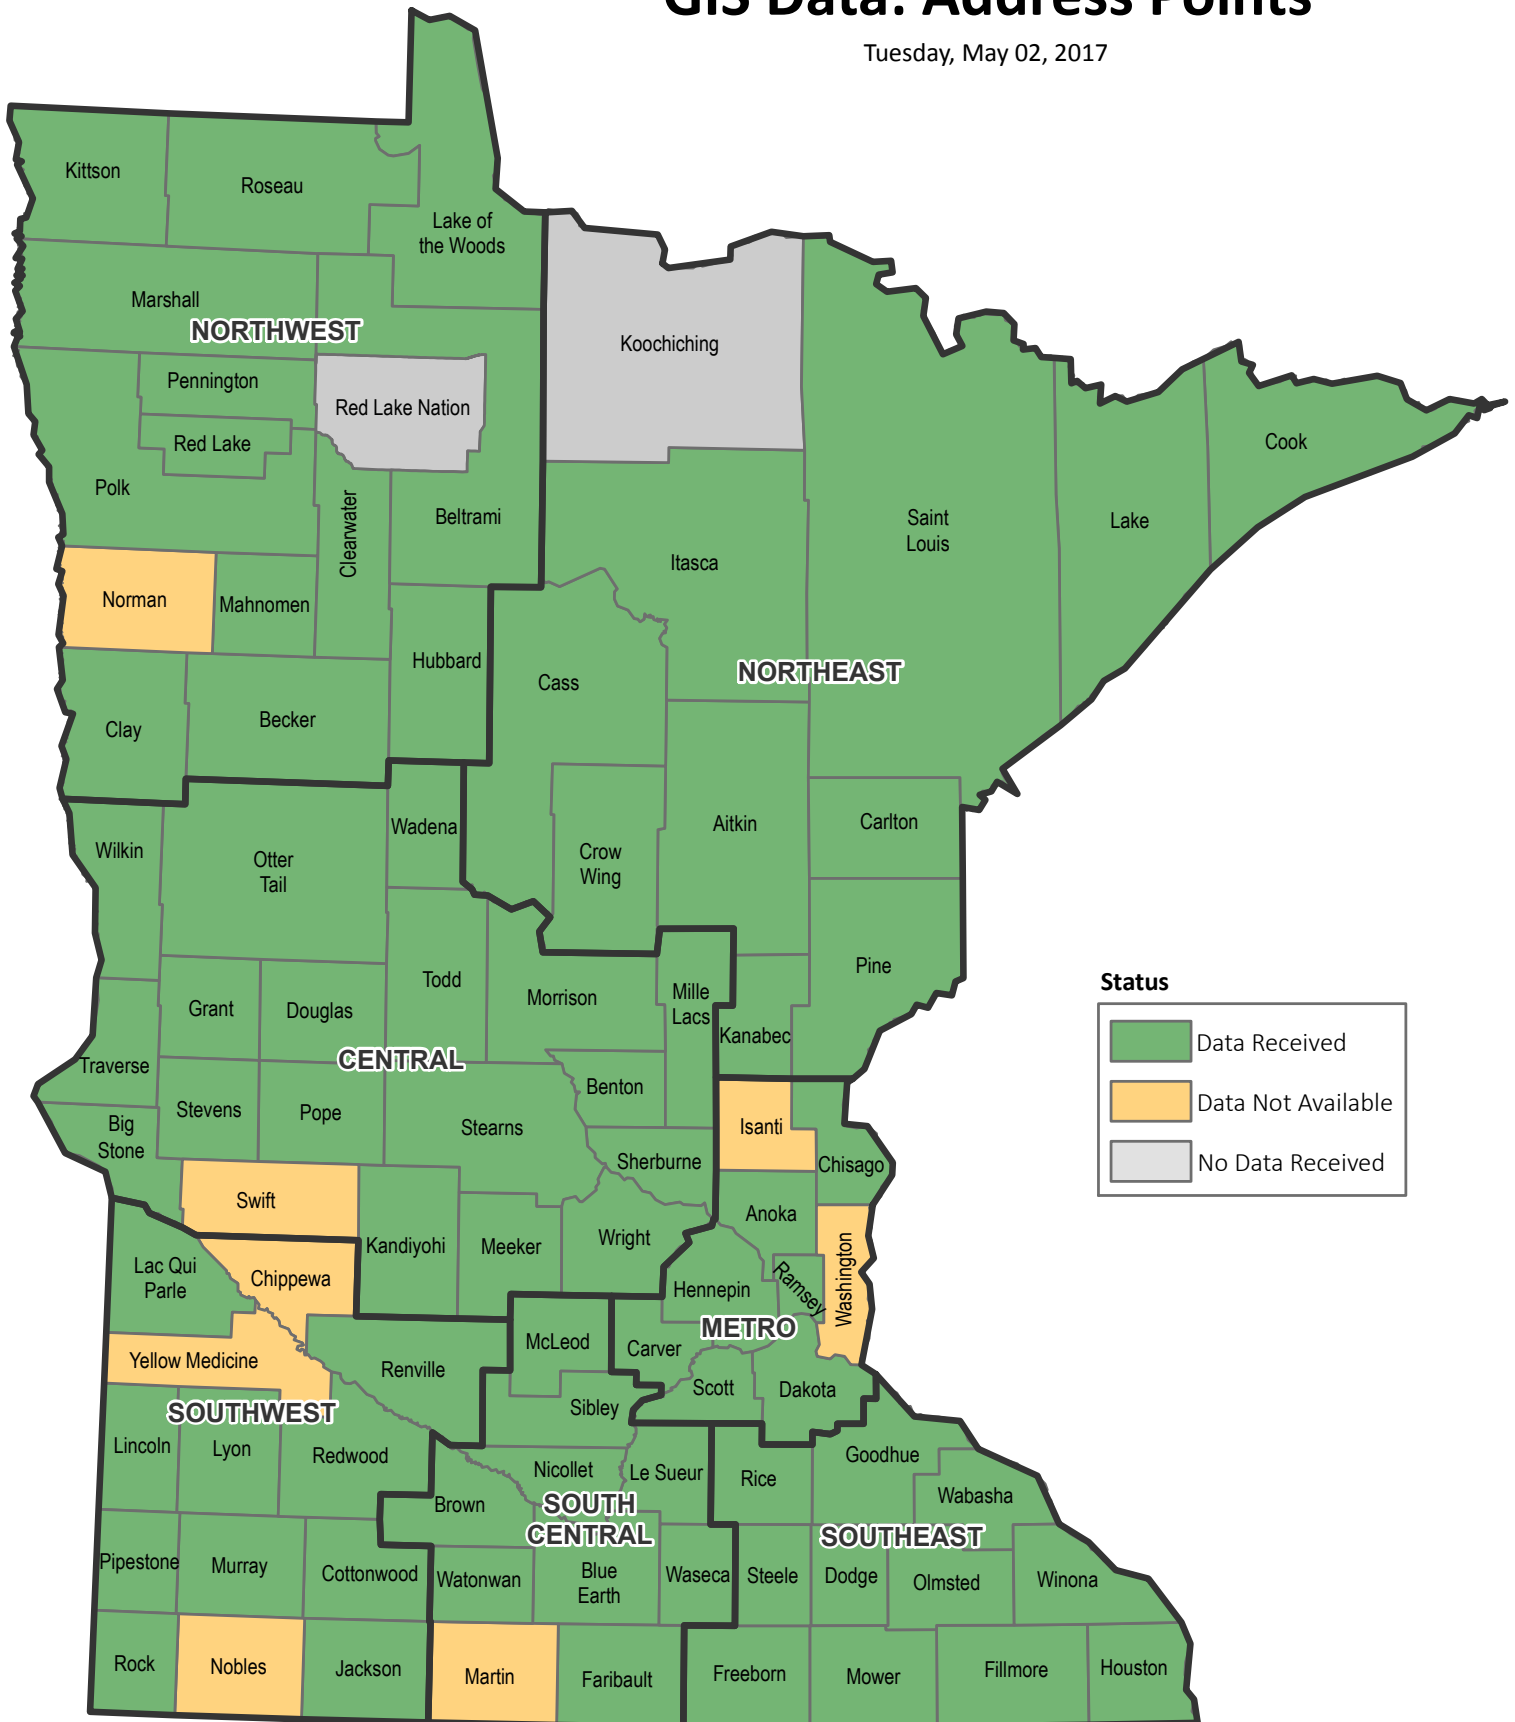 GIS Data: Address Points
Tuesday, May 02, 2017
Kittson
Roseau
Lake of
the Woods
Marshall
NORTHWEST
Koochiching
Pennington
Red Lake Nation
Red Lake
Cook
Polk
Clearwater
Beltrami
Saint
Louis
Lake
Itasca
Norman
Mahnomen
Hubbard
Cass
NORTHEAST
Clay
Becker
Wadena
Aitkin
Carlton
Wilkin
Otter
Tail
Crow
Wing
Todd
Morrison
Mille
Lacs
Pine
Grant
Douglas
Kanabec
CENTRAL
Traverse
Benton
Stevens
Pope
Big
Stone
Stearns
Isanti
Sherburne
Chisago
Swift
Anoka
Kandiyohi
Meeker
Wright
Washington
Lac Qui
Parle
Chippewa
Hennepin
Ramsey
METRO
McLeod
Carver
Yellow Medicine
Renville
Scott
Dakota
Sibley
SOUTHWEST
Lincoln
Lyon
Redwood
Nicollet
Le Sueur
Rice
Goodhue
Wabasha
Brown
SOUTH
CENTRAL
SOUTHEAST
Pipestone
Murray
Cottonwood
Watonwan
Blue
Earth
Waseca
Steele
Dodge
Olmsted
Winona
Rock
Nobles
Jackson
Martin
Faribault
Freeborn
Mower
Fillmore
Houston
Status
Data Received
Data Not Available
No Data Received